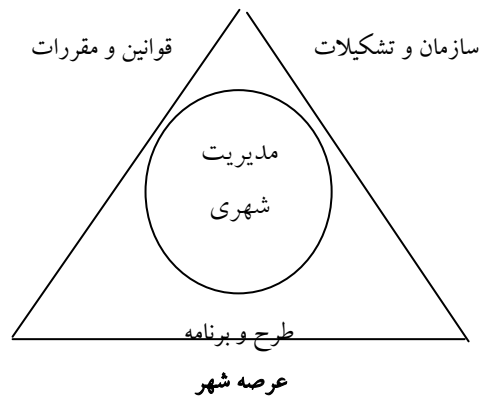 سازمان و تشکیلات
قوانین و مقررات
مدیریت
شهری
طرح و برنامه
عرصه شهر